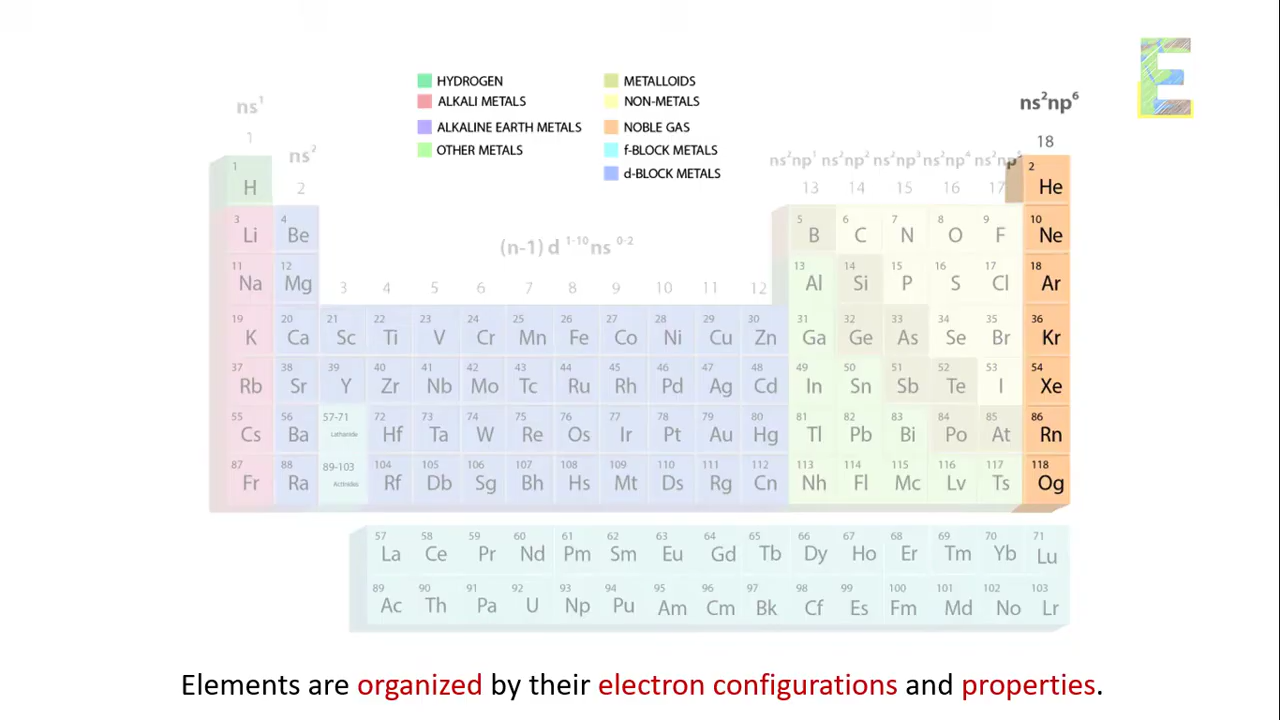 HYDROGEN METALLOIDS
ALKALI METALS NON-METALS
ALKALINE EARTH METALS NOBLE GAS
OTHER METALS f-BLOCK METALS
d-BLOCK METALS
E
ns¹ ns²np⁶
1 18
ns² ns²np¹ ns²np² ns²np³ ns²np⁴ ns²np⁵
2 13 14 15 16 17
1 2
H He
3 4 5 6 7 8 9 10
Li Be B C N O F Ne
(n-1) d ¹⁻¹⁰ ns ⁰⁻²
11 12 13 14 15 16 17 18
Na Mg Al Si P S Cl Ar
3 4 5 6 7 8 9 10 11 12
19 20 21 22 23 24 25 26 27 28 29 30 31 32 33 34 35 36
K Ca Sc Ti V Cr Mn Fe Co Ni Cu Zn Ga Ge As Se Br Kr
37 38 39 40 41 42 43 44 45 46 47 48 49 50 51 52 53 54
Rb Sr Y Zr Nb Mo Tc Ru Rh Pd Ag Cd In Sn Sb Te I Xe
55 56 57-71 72 73 74 75 76 77 78 79 80 81 82 83 84 85 86
Cs Ba Lathanide Hf Ta W Re Os Ir Pt Au Hg Tl Pb Bi Po At Rn
87 88 89-103 104 105 106 107 108 109 110 111 112 113 114 115 116 117 118
Fr Ra Actinides Rf Db Sg Bh Hs Mt Ds Rg Cn Nh Fl Mc Lv Ts Og
57 58 59 60 61 62 63 64 65 66 67 68 69 70 71
La Ce Pr Nd Pm Sm Eu Gd Tb Dy Ho Er Tm Yb Lu
89 90 91 92 93 94 95 96 97 98 99 100 101 102 103
Ac Th Pa U Np Pu Am Cm Bk Cf Es Fm Md No Lr
Elements are organized by their electron configurations and properties.